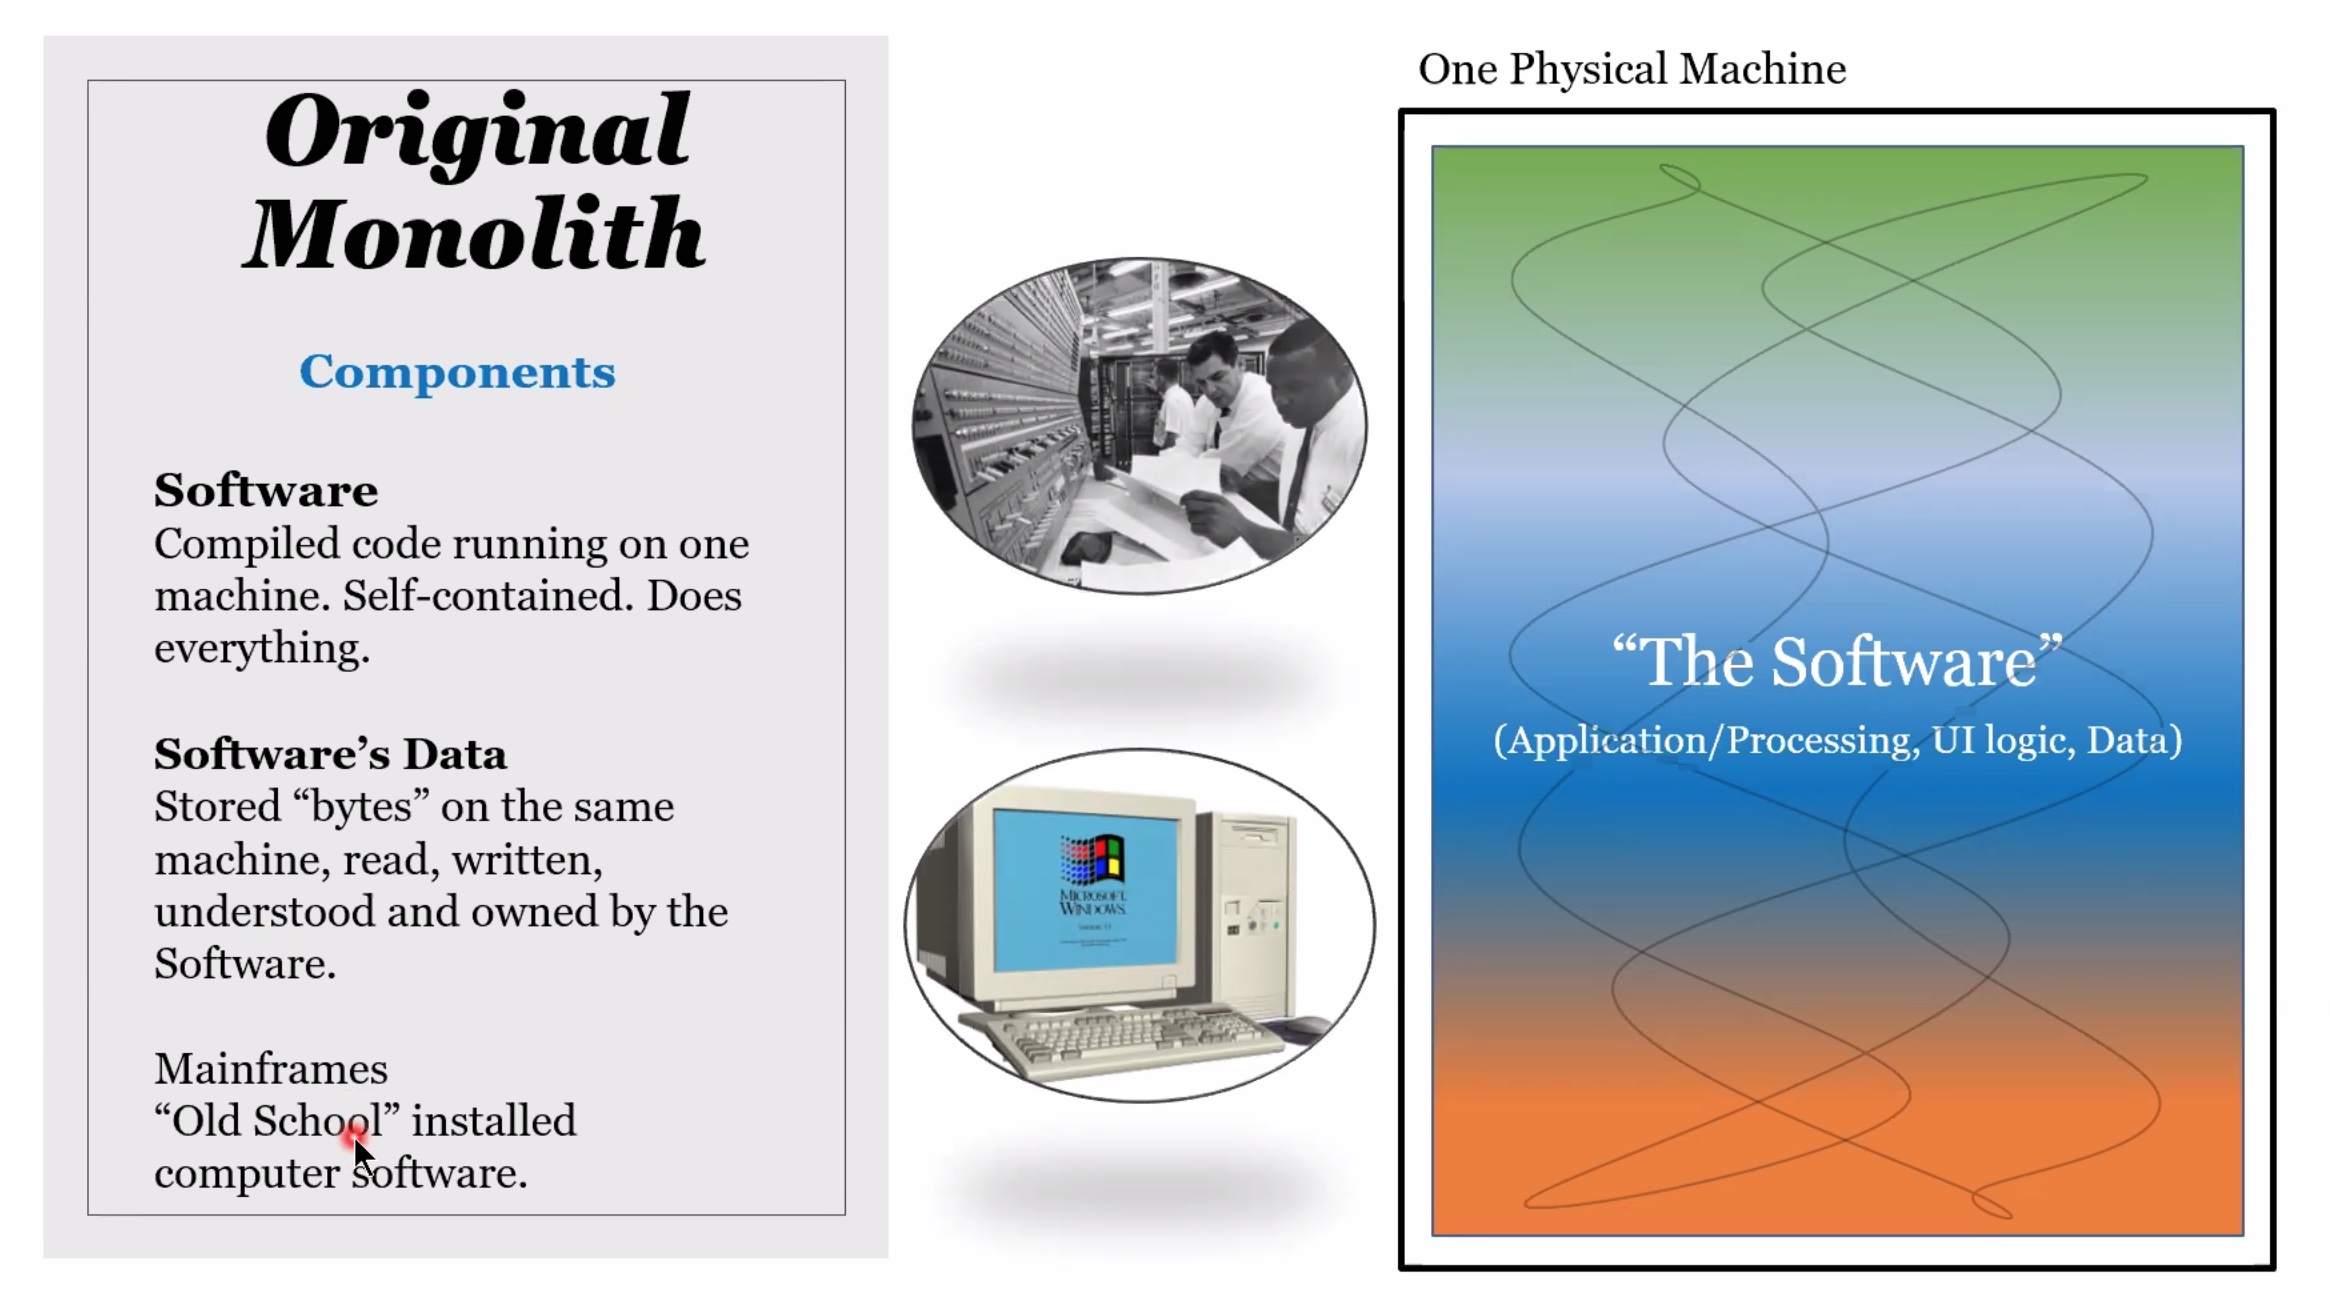 Original
Monolith
Components
Software
Compiled code running on one
machine. Self-contained. Does
everything.
Software’s Data
Stored “bytes” on the same
machine, read, written,
understood and owned by the
Software.
Mainframes
“Old School” installed
computer software.
MICROSOFT.
WINDOWS.
One Physical Machine
“The Software”
(Application/Processing, UI logic, Data)